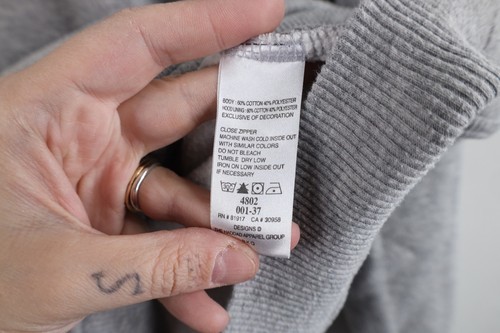 BODY: 60% COTTON 40% POLYESTER
HOOD LINING: 60% COTTON 40% POLYESTER
EXCLUSIVE OF DECORATION
CLOSE ZIPPER
MACHINE WASH COLD INSIDE OUT
WITH SIMILAR COLORS
DO NOT BLEACH
TUMBLE DRY LOW
IRON ON LOW INSIDE OUT
IF REQUIRED
4802
001-37
RN # 81917 CA # 20958
DESIGNS ©
APPAREL GROUP
S